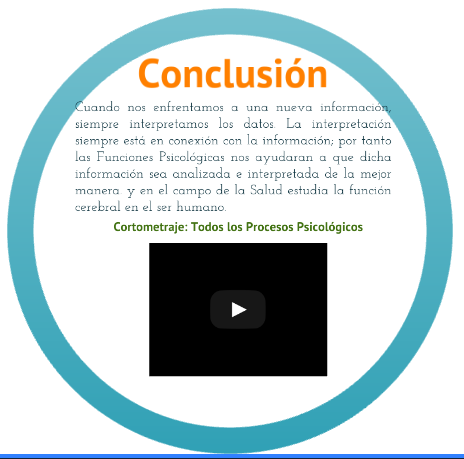 Conclusión
Cuando nos enfrentamos a una nueva información,
siempre interpretamos los datos. La interpretación
siempre está en conexión con la información; por tanto
las Funciones Psicológicas nos ayudaran a que dicha
información sea analizada e interpretada de la mejor
manera. y en el campo de la Salud estudia la función
cerebral en el ser humano.
Cortometraje: Todos los Procesos Psicológicos